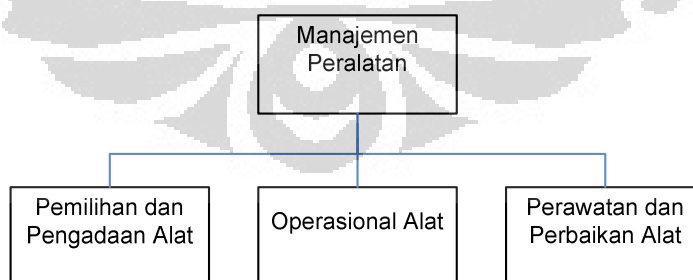 Manajemen
Peralatan
Pemilihan dan
Pengadaan Alat
Operasional Alat
Perawatan dan
Perbaikan Alat